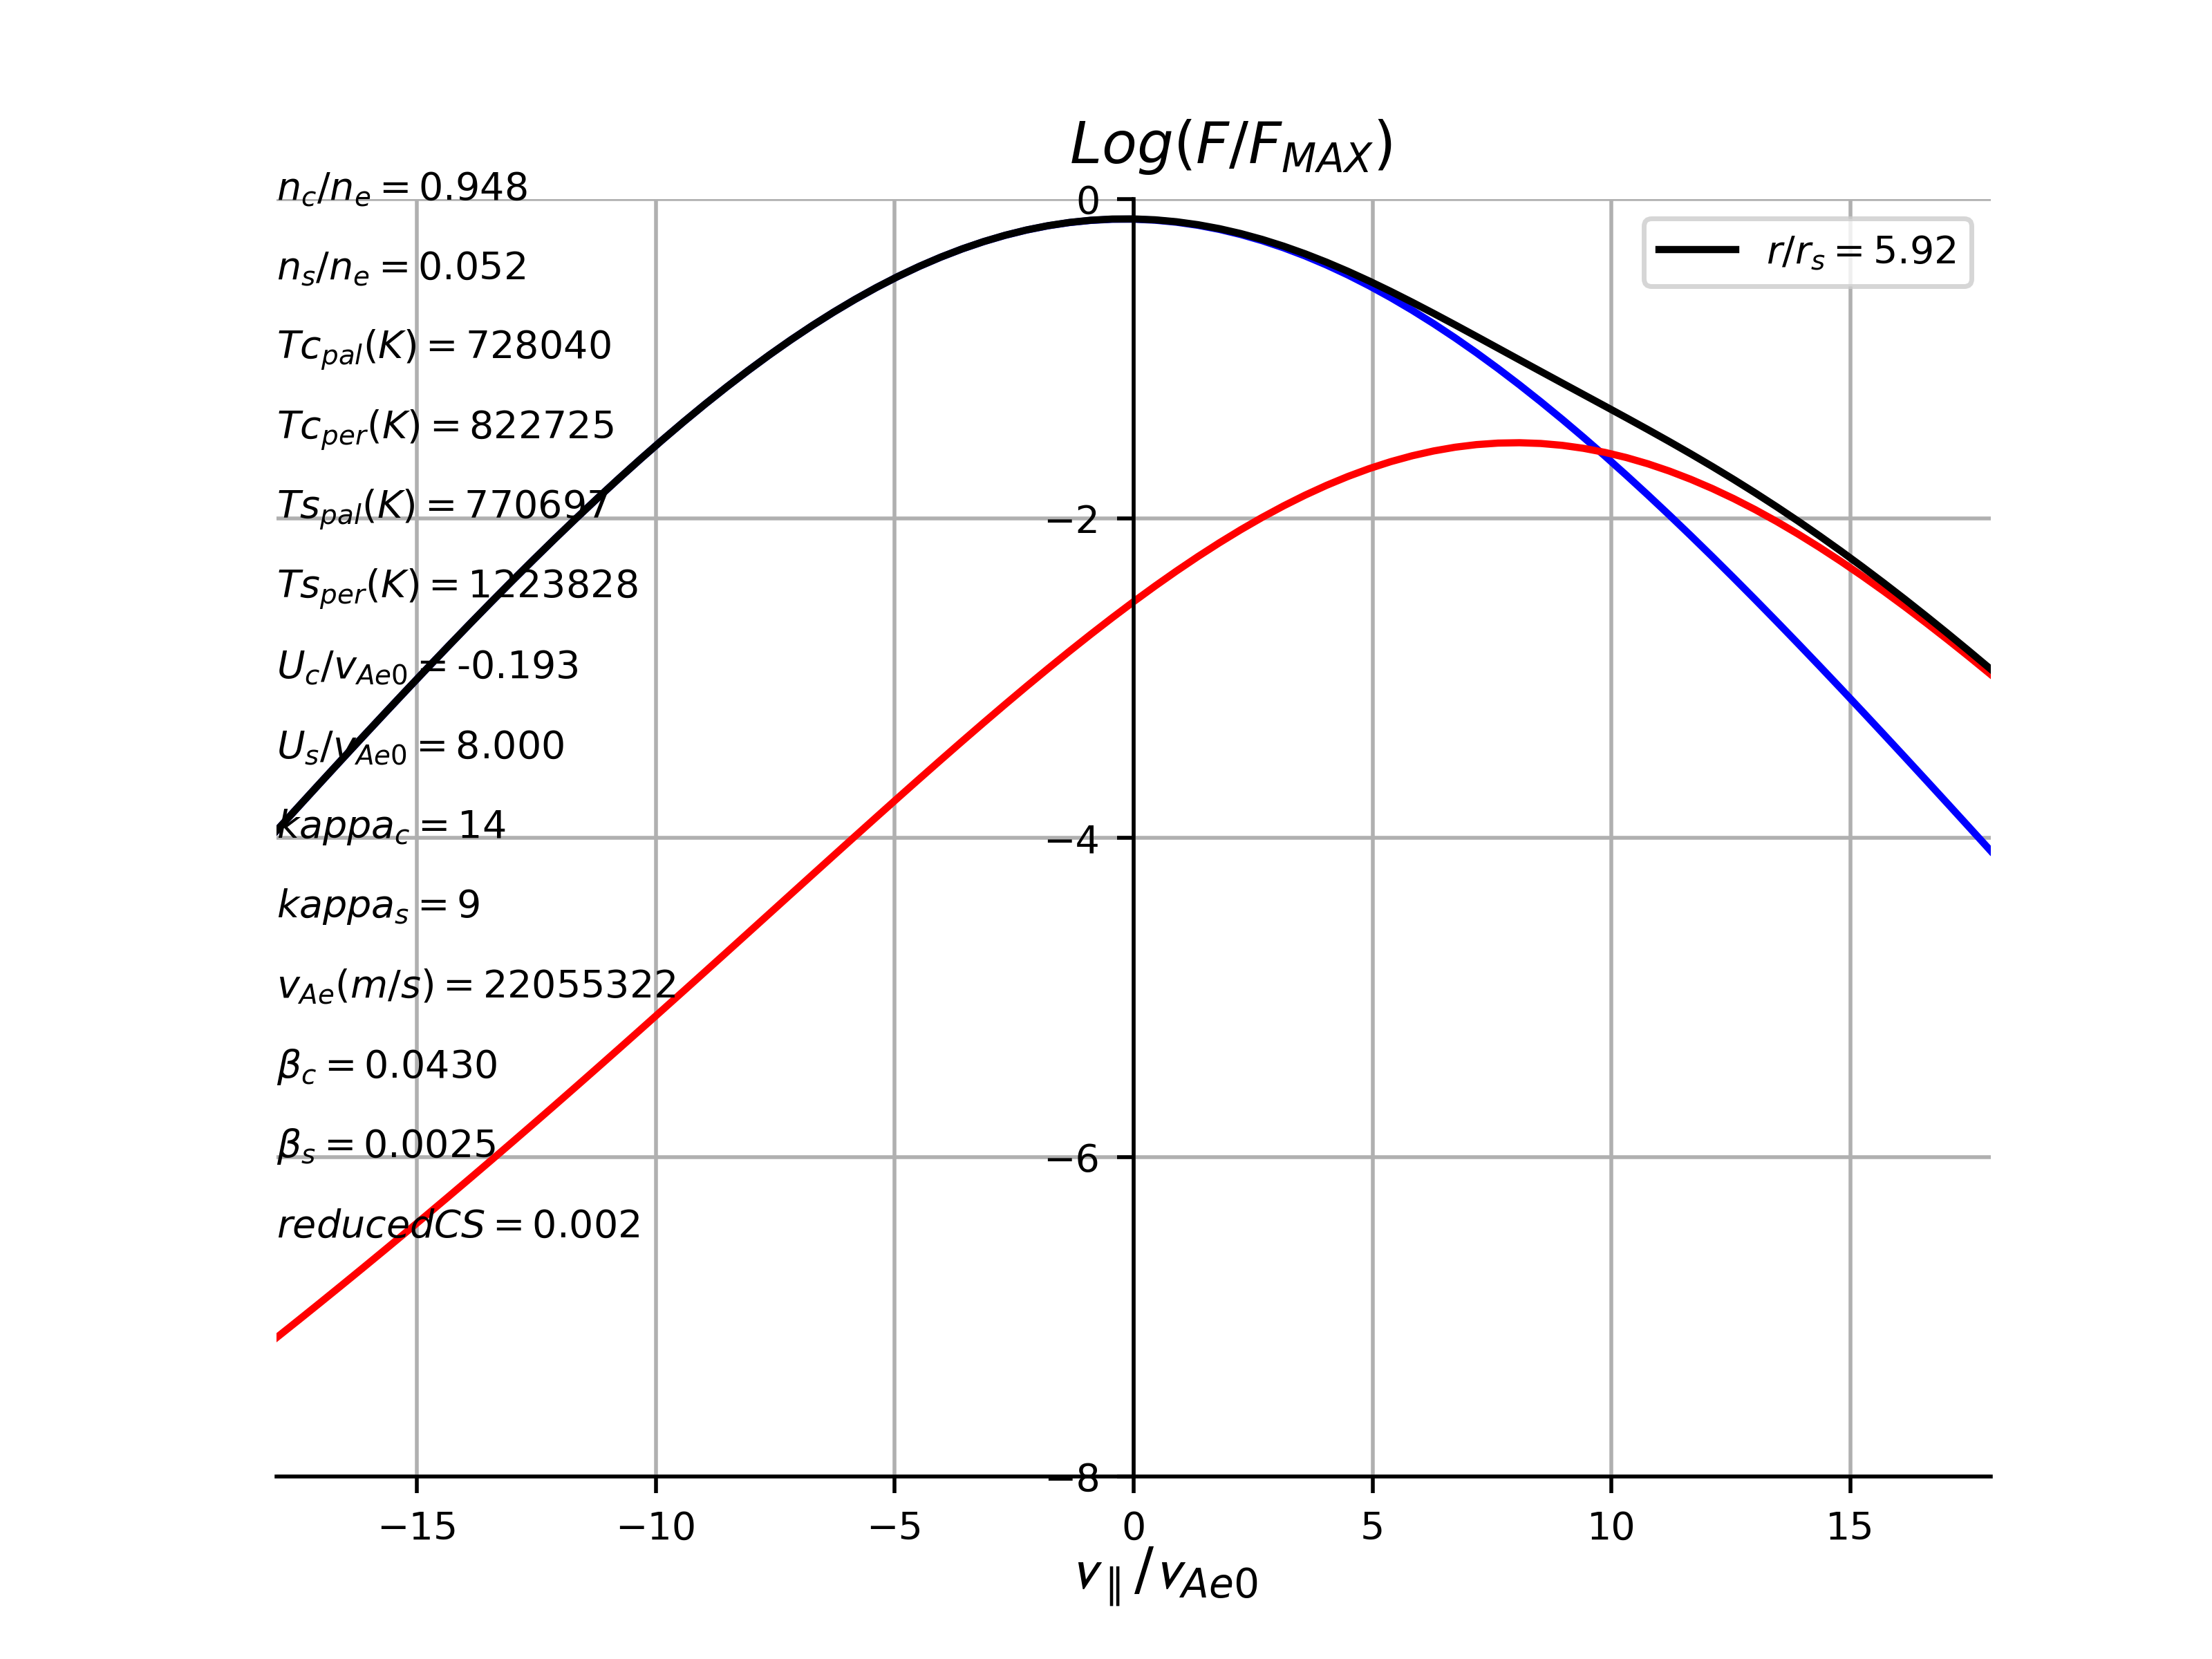 Log(F/F_MAX)
n_c/n_e = 0.948
n_s/n_e = 0.052
Tc_pal(K) = 728040
Tc_per(K) = 822725
Ts_pal(K) = 770697
Ts_per(K) = 1223828
U_c/v_Ae0 = -0.193
U_s/v_Ae0 = 8.000
kappa_c = 14
kappa_s = 9
v_Ae(m/s) = 22055322
β_c = 0.0430
β_s = 0.0025
reducedCS = 0.002
r/r_s = 5.92
0
−2
−4
−6
−8
−15 −10 −5 0 5 10 15
v_∥/v_Ae0